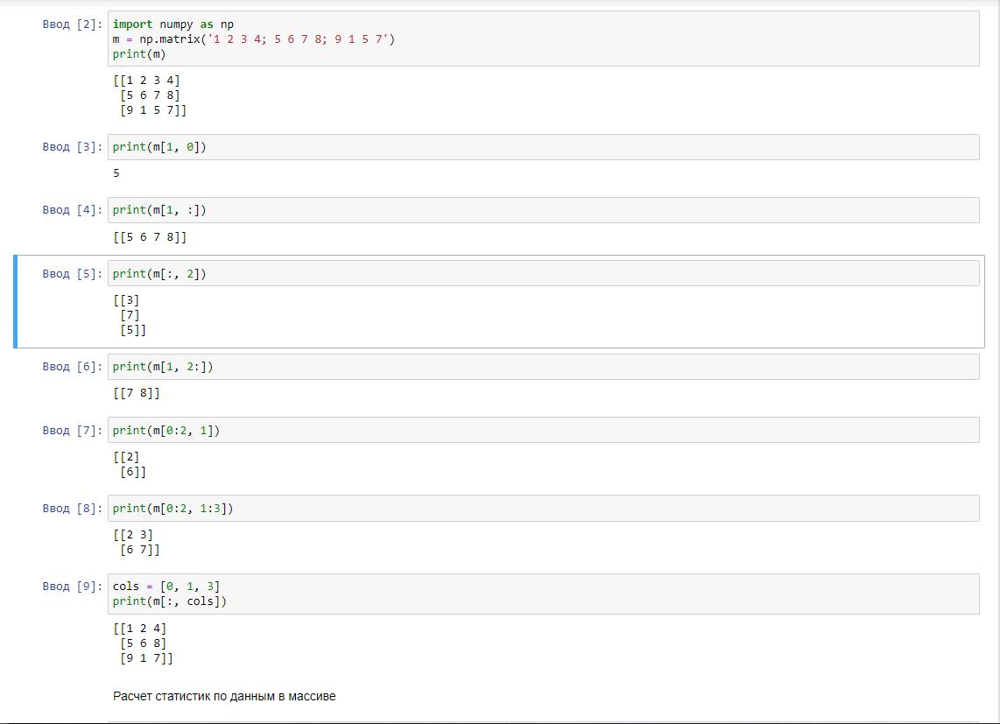 Ввод [2]: import numpy as np
m = np.matrix('1 2 3 4; 5 6 7 8; 9 1 5 7')
print(m)
[[1 2 3 4]
 [5 6 7 8]
 [9 1 5 7]]
Ввод [3]: print(m[1, 0])
5
Ввод [4]: print(m[1, :])
[[5 6 7 8]]
Ввод [5]: print(m[:, 2])
[[3]
 [7]
 [5]]
Ввод [6]: print(m[1, 2:])
[[7 8]]
Ввод [7]: print(m[0:2, 1])
[[2]
 [6]]
Ввод [8]: print(m[0:2, 1:3])
[[2 3]
 [6 7]]
Ввод [9]: cols = [0, 1, 3]
print(m[:, cols])
[[1 2 4]
 [5 6 8]
 [9 1 7]]
Расчет статистик по данным в массиве